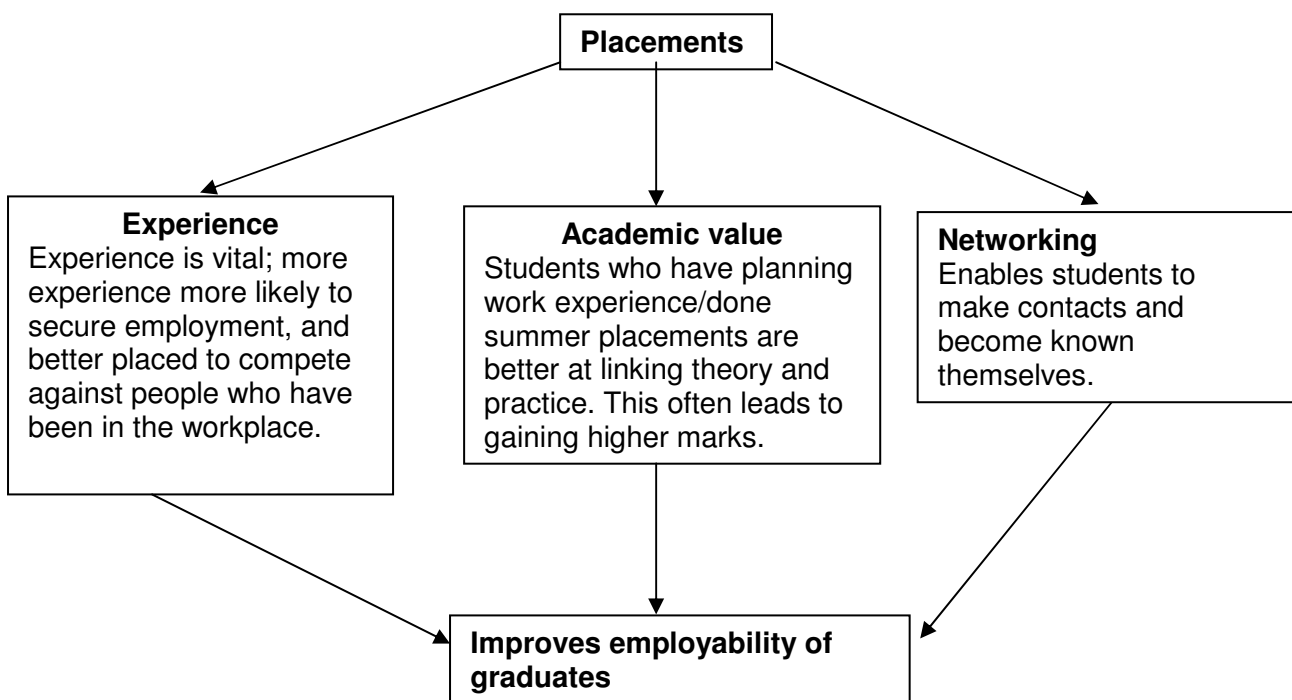 Placements
Experience
Experience is vital; more
experience more likely to
secure employment, and
better placed to compete
against people who have
been in the workplace.
Academic value
Students who have planning
work experience/done
summer placements are
better at linking theory and
practice. This often leads to
gaining higher marks.
Networking
Enables students to
make contacts and
become known
themselves.
Improves employability of
graduates